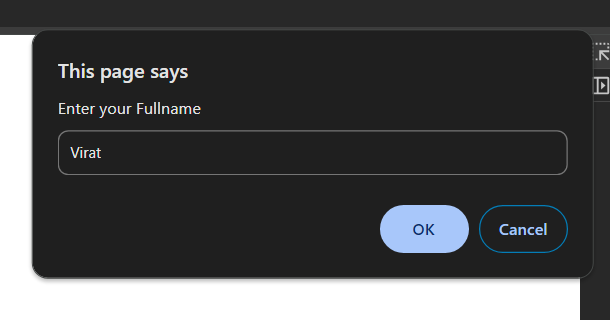 This page says
Enter your Fullname
Virat
OK
Cancel